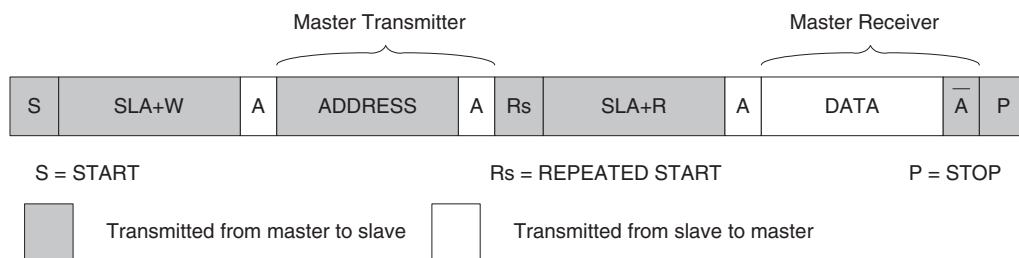 Master Transmitter Master Receiver
S SLA+W A ADDRESS A Rs SLA+R A DATA A̅ P
S = START Rs = REPEATED START P = STOP
Transmitted from master to slave Transmitted from slave to master